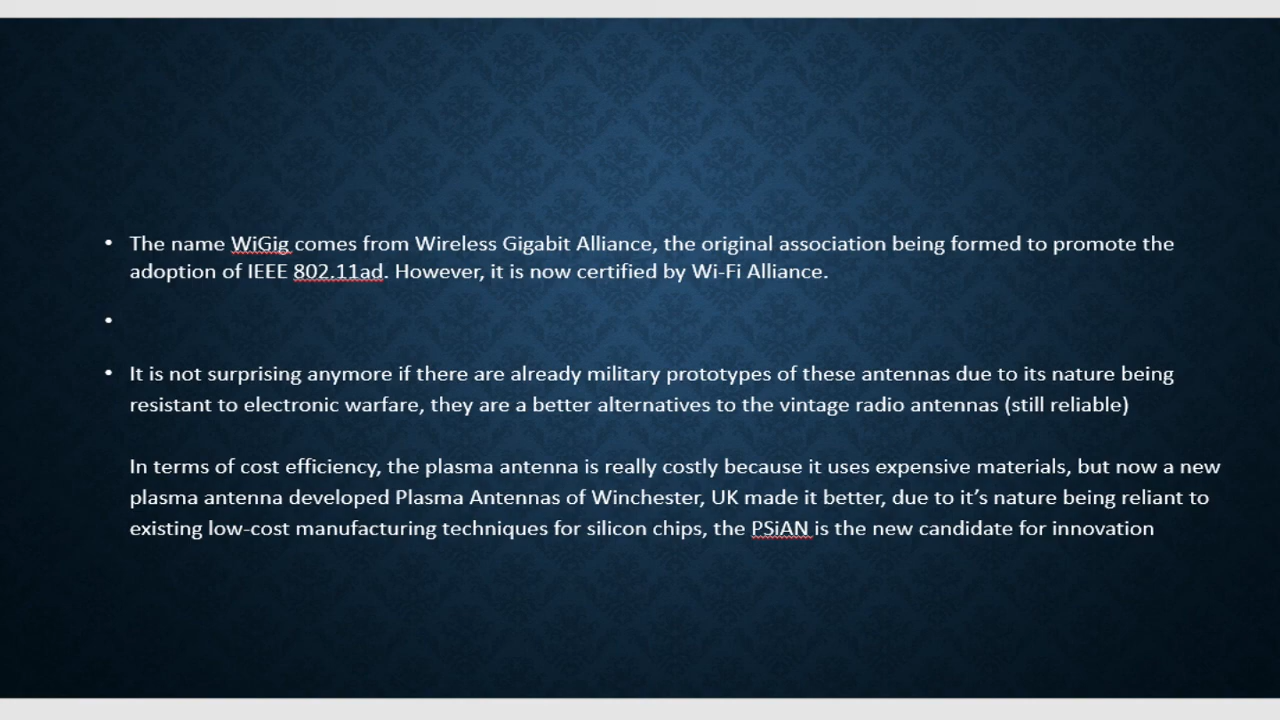 • The name WiGig comes from Wireless Gigabit Alliance, the original association being formed to promote the
adoption of IEEE 802.11ad. However, it is now certified by Wi-Fi Alliance.
•
• It is not surprising anymore if there are already military prototypes of these antennas due to its nature being
resistant to electronic warfare, they are a better alternatives to the vintage radio antennas (still reliable)
In terms of cost efficiency, the plasma antenna is really costly because it uses expensive materials, but now a new
plasma antenna developed Plasma Antennas of Winchester, UK made it better, due to it’s nature being reliant to
existing low-cost manufacturing techniques for silicon chips, the PSiAN is the new candidate for innovation